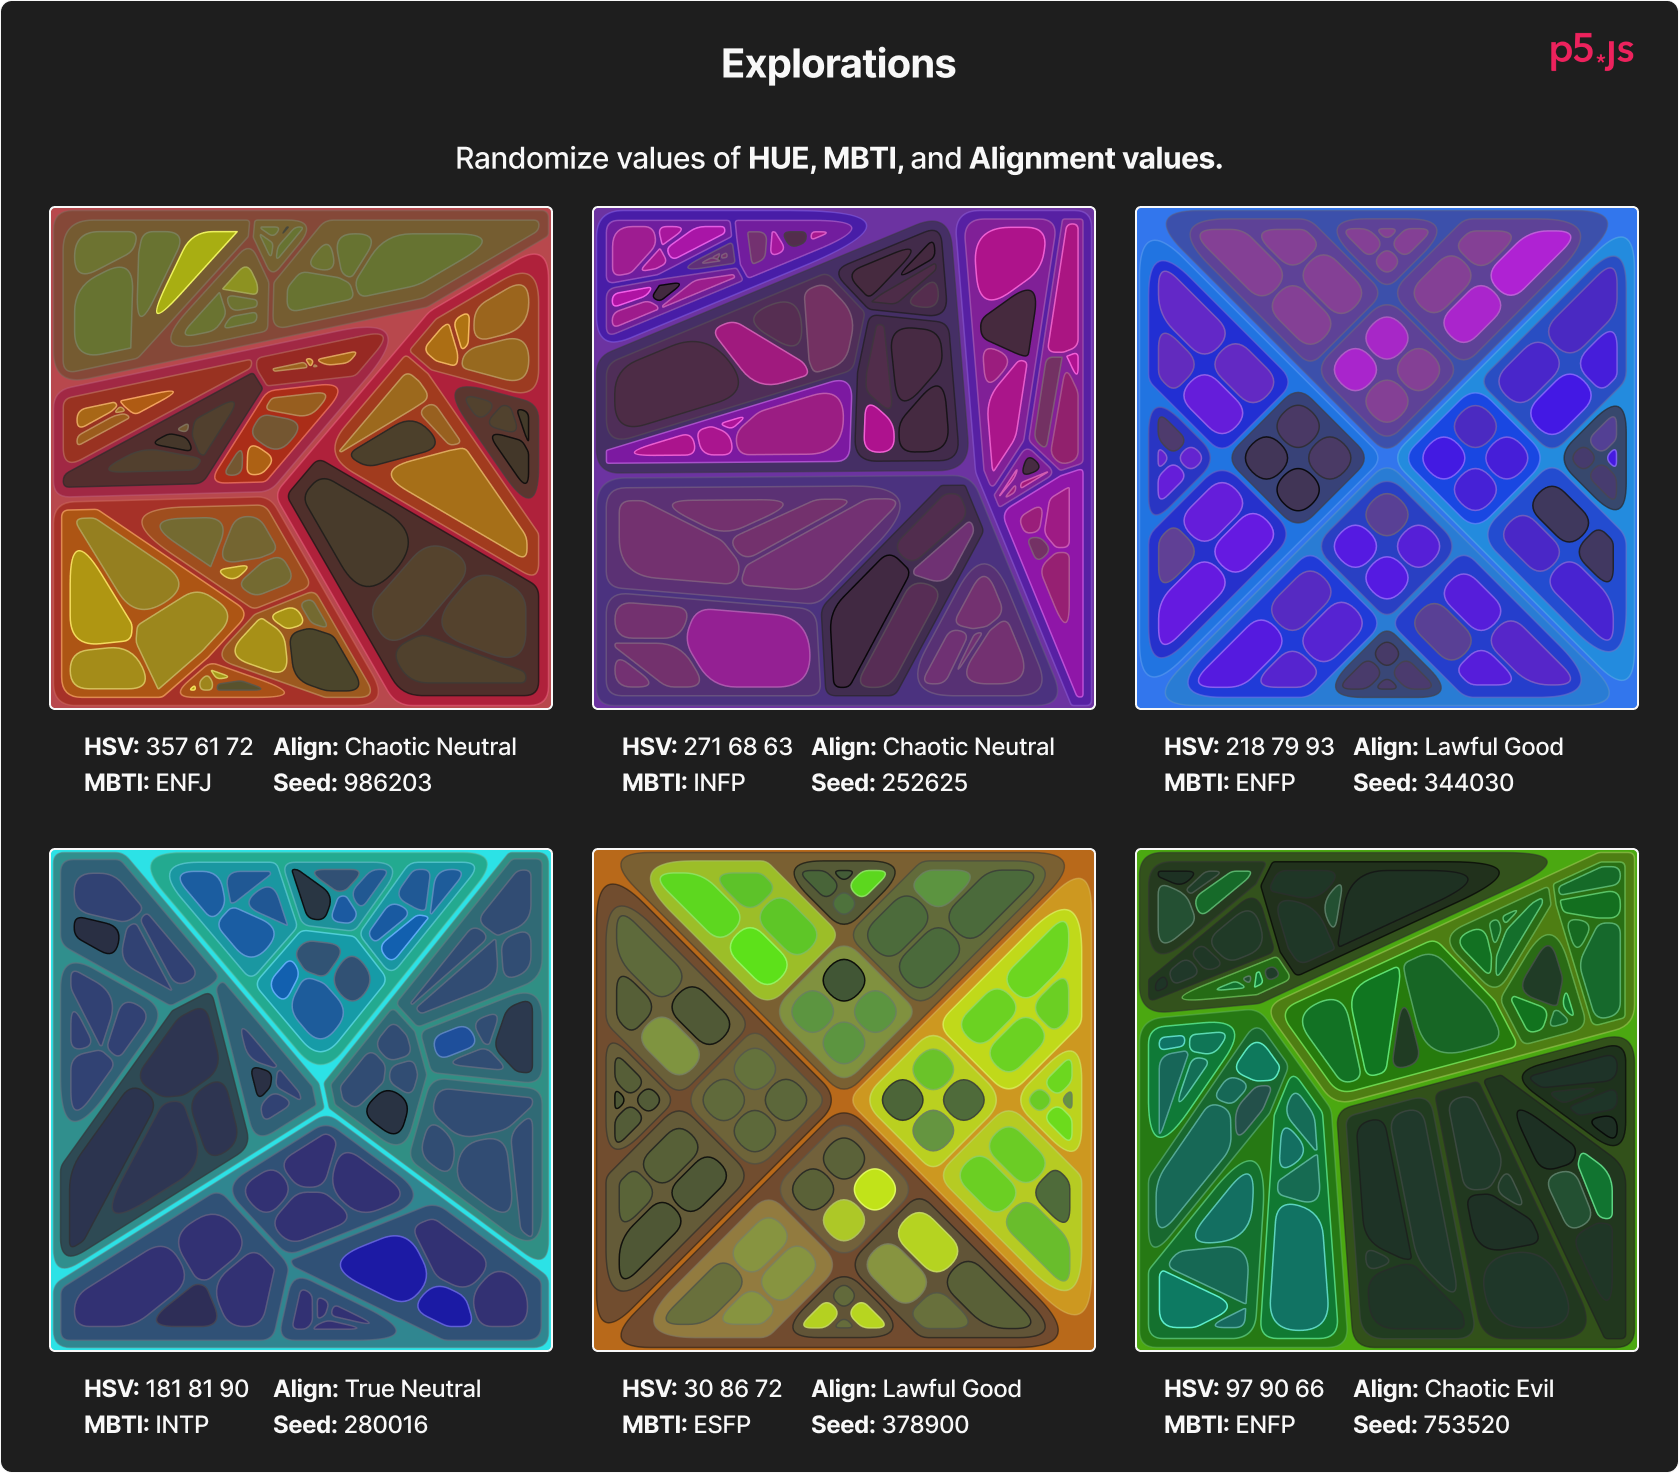 Explorations
p5*js
Randomize values of HUE, MBTI, and Alignment values.
HSV: 357 61 72 Align: Chaotic Neutral
MBTI: ENFJ Seed: 986203
HSV: 271 68 63 Align: Chaotic Neutral
MBTI: INFP Seed: 252625
HSV: 218 79 93 Align: Lawful Good
MBTI: ENFP Seed: 344030
HSV: 181 81 90 Align: True Neutral
MBTI: INTP Seed: 280016
HSV: 30 86 72 Align: Lawful Good
MBTI: ESFP Seed: 378900
HSV: 97 90 66 Align: Chaotic Evil
MBTI: ENFP Seed: 753520